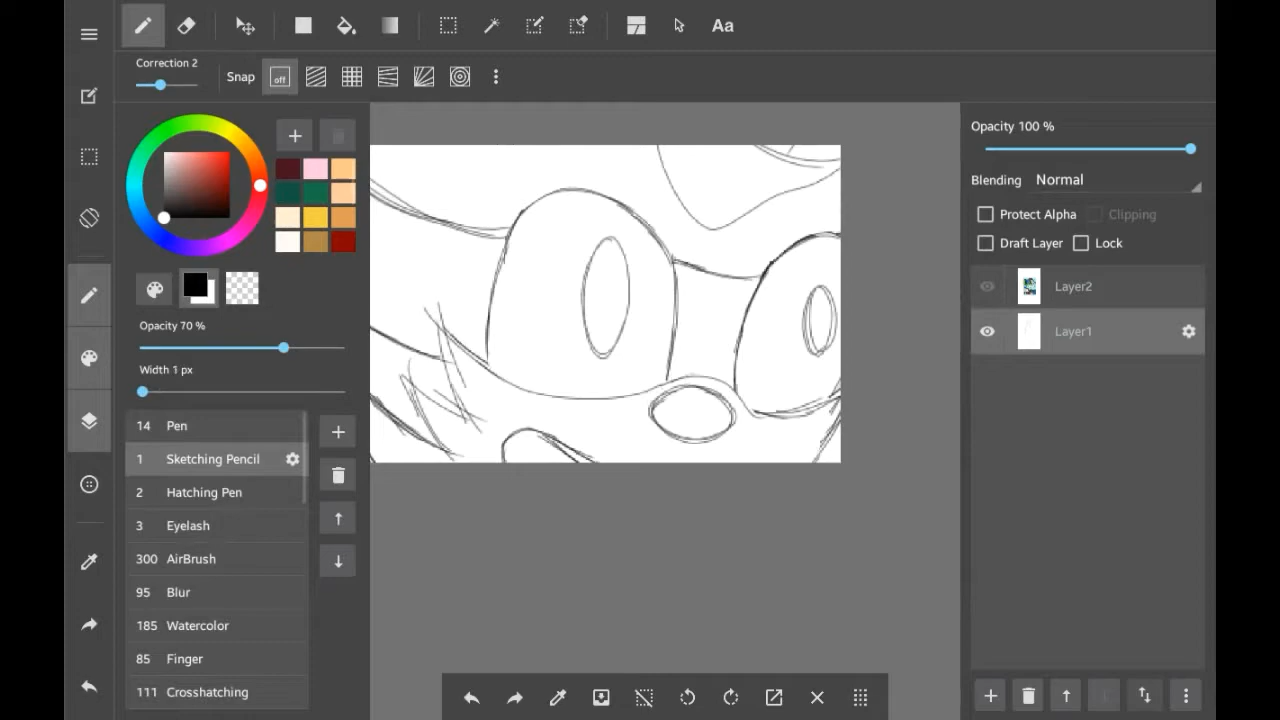 Aa
Correction 2
Snap
off
Opacity 100 %
Blending Normal
Protect Alpha
Clipping
Draft Layer
Lock
Layer2
Layer1
Opacity 70 %
Width 1 px
14 Pen
1 Sketching Pencil
2 Hatching Pen
3 Eyelash
300 AirBrush
95 Blur
185 Watercolor
85 Finger
111 Crosshatching